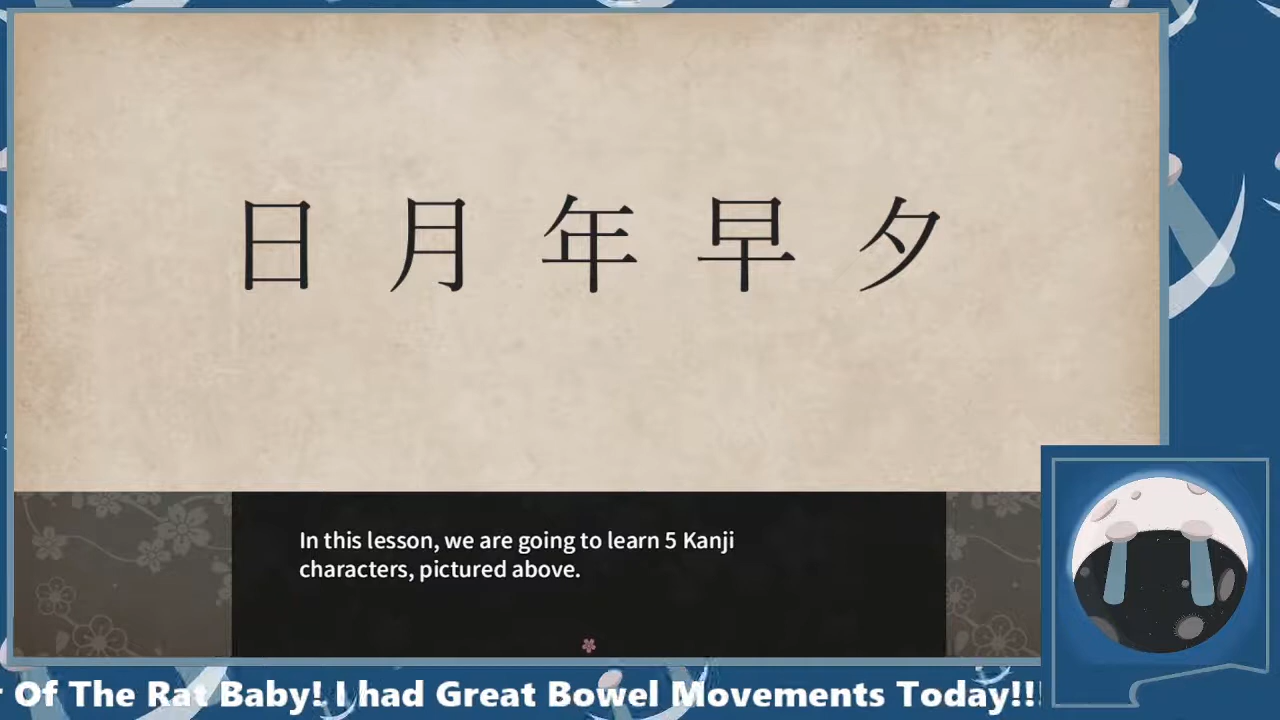 日 月 年 早 夕
In this lesson, we are going to learn 5 Kanji
characters, pictured above.
Of The Rat Baby! I had Great Bowel Movements Today!!!